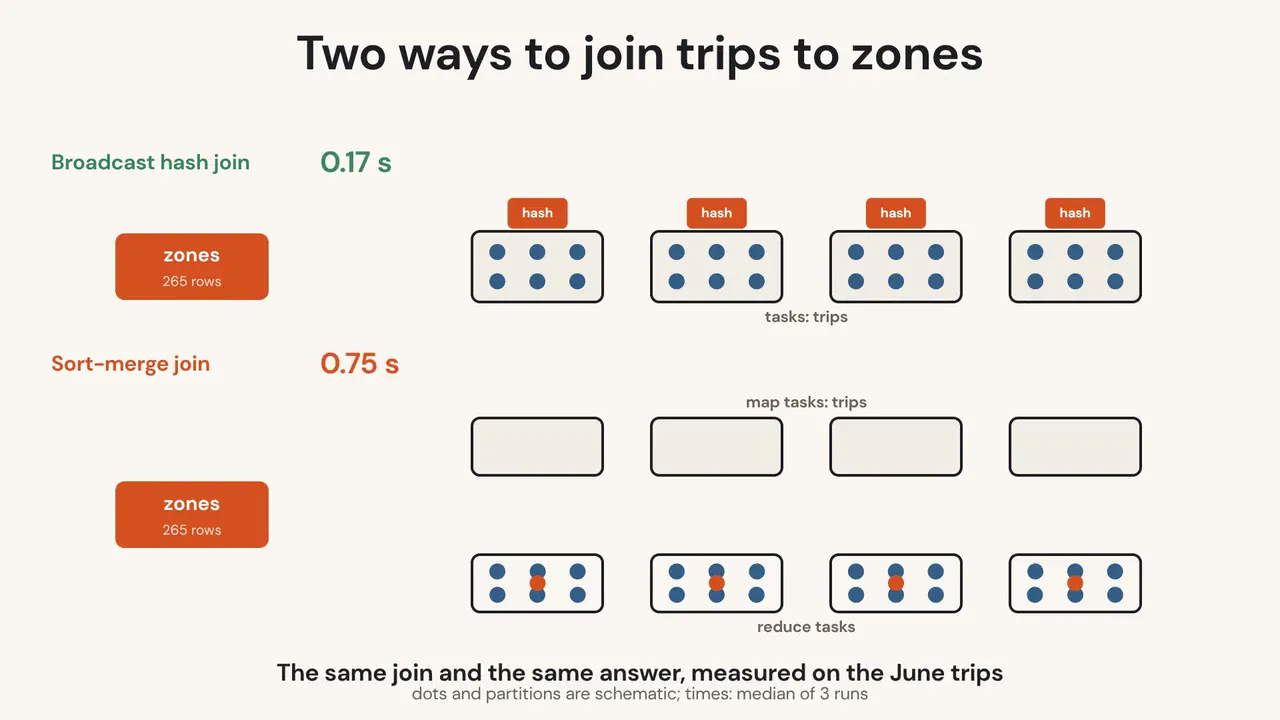 Two ways to join trips to zones
Broadcast hash join
0.17 s
hash
hash
hash
hash
zones
265 rows
tasks: trips
Sort-merge join
0.75 s
map tasks: trips
zones
265 rows
reduce tasks
The same join and the same answer, measured on the June trips
dots and partitions are schematic; times: median of 3 runs